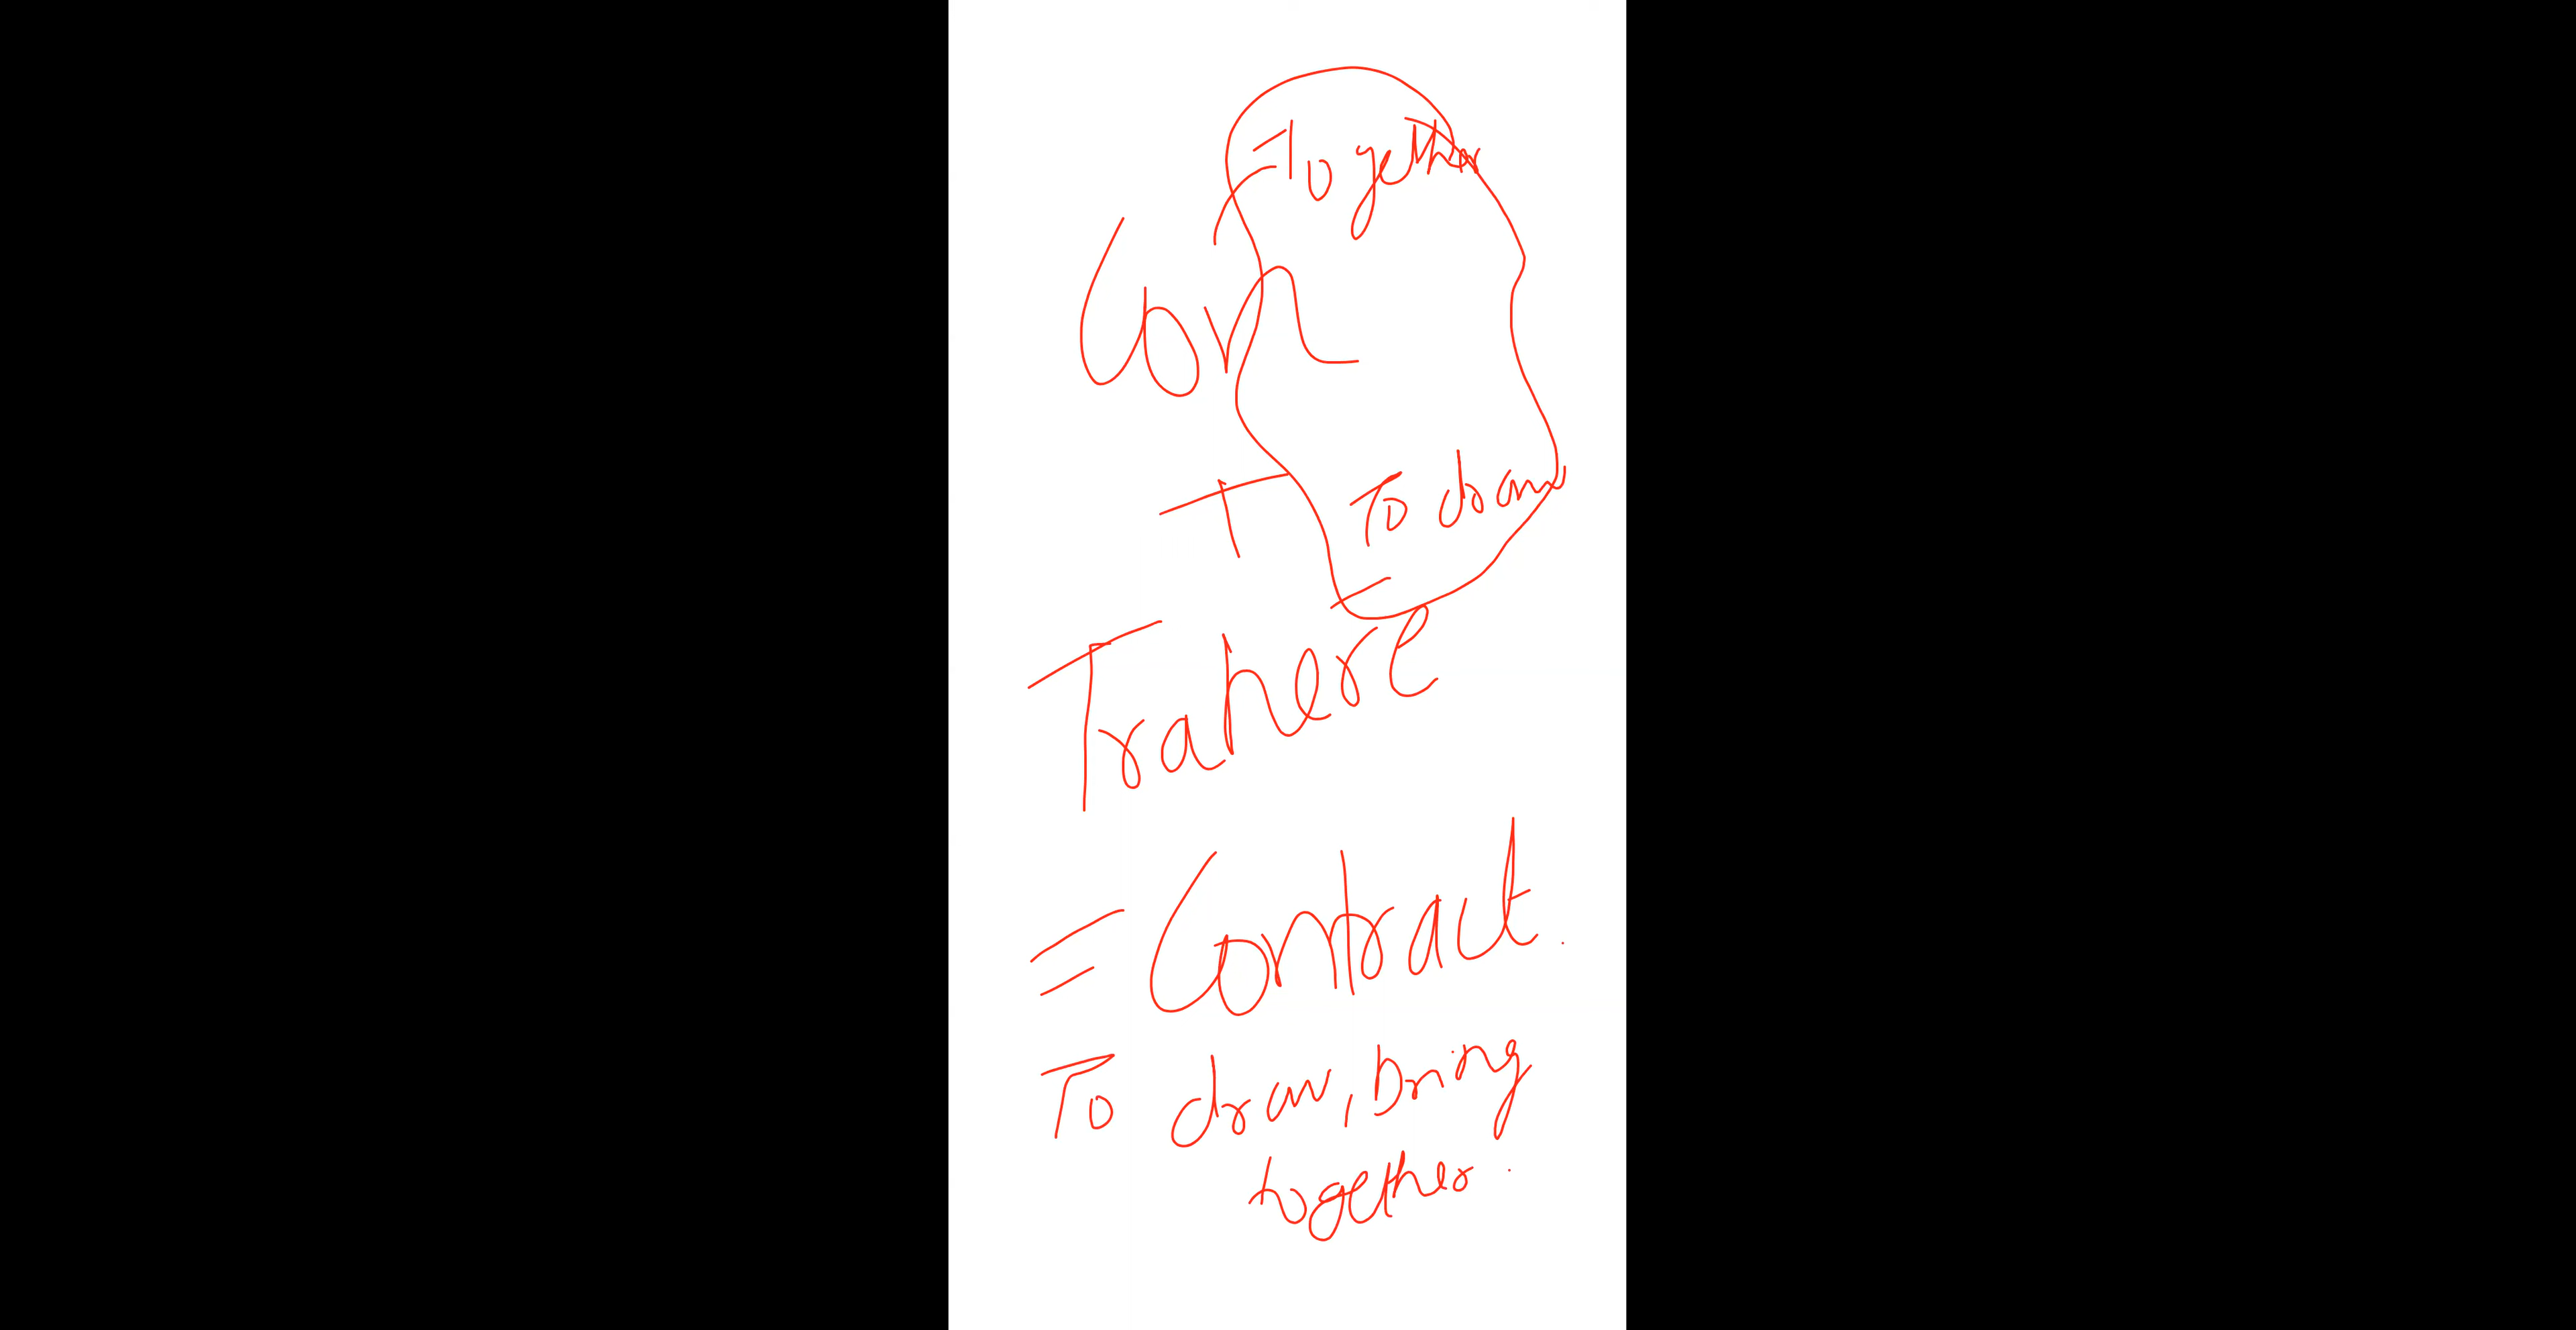 = Together
Con
+ To draw
=
Trahere
= Contract.
To draw, bring
together.